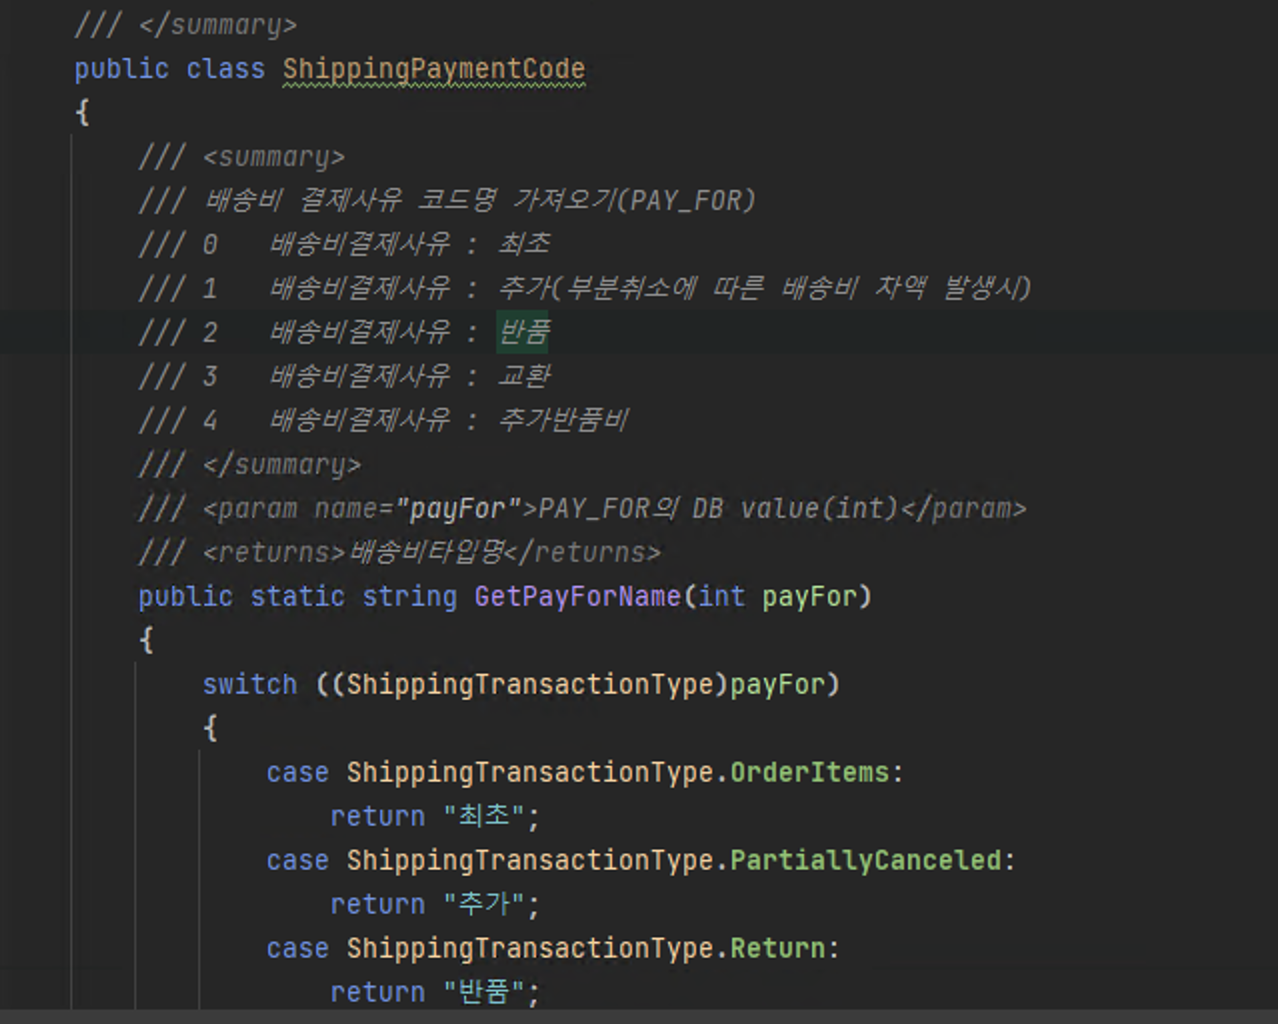 /// </summary>
public class ShippingPaymentCode
{
/// <summary>
/// 배송비 결제사유 코드명 가져오기(PAY_FOR)
/// 0   배송비결제사유 : 최초
/// 1   배송비결제사유 : 추가(부분취소에 따른 배송비 차액 발생시)
/// 2   배송비결제사유 : 반품
/// 3   배송비결제사유 : 교환
/// 4   배송비결제사유 : 추가반품비
/// </summary>
/// <param name="payFor">PAY_FOR의 DB value(int)</param>
/// <returns>배송비타입명</returns>
public static string GetPayForName(int payFor)
{
switch ((ShippingTransactionType)payFor)
{
case ShippingTransactionType.OrderItems:
return "최초";
case ShippingTransactionType.PartiallyCanceled:
return "추가";
case ShippingTransactionType.Return:
return "반품";